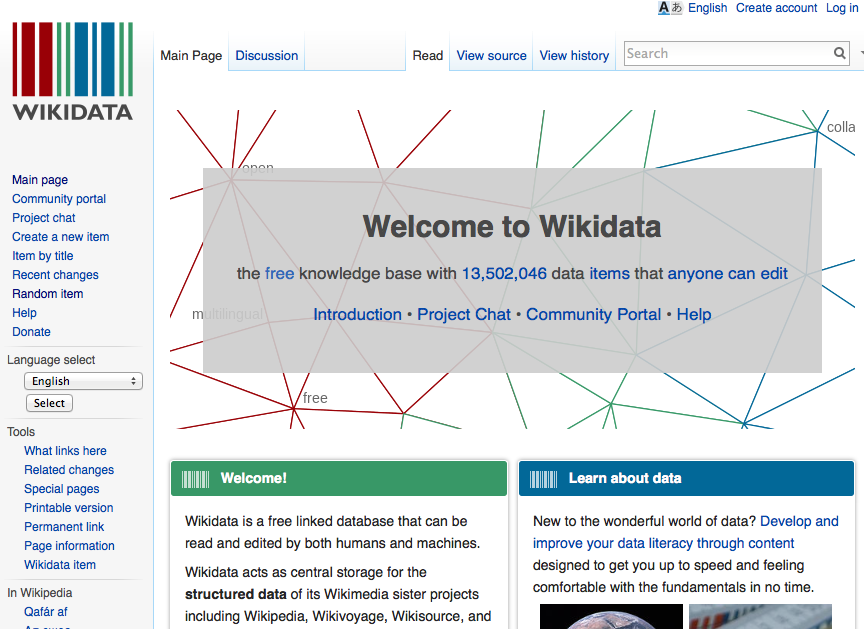 English Create account Log in
WIKIDATA
Main Page Discussion Read View source View history Search
Main page
Community portal
Project chat
Create a new item
Item by title
Recent changes
Random item
Help
Donate
Language select
English
Select
Tools
What links here
Related changes
Special pages
Printable version
Permanent link
Page information
Wikidata item
In Wikipedia
Qafár af
colla
open
Welcome to Wikidata
the free knowledge base with 13,502,046 data items that anyone can edit
multilingual
Introduction • Project Chat • Community Portal • Help
free
Welcome!
Wikidata is a free linked database that can be
read and edited by both humans and machines.
Wikidata acts as central storage for the
structured data of its Wikimedia sister projects
including Wikipedia, Wikivoyage, Wikisource, and
Learn about data
New to the wonderful world of data? Develop and
improve your data literacy through content
designed to get you up to speed and feeling
comfortable with the fundamentals in no time.